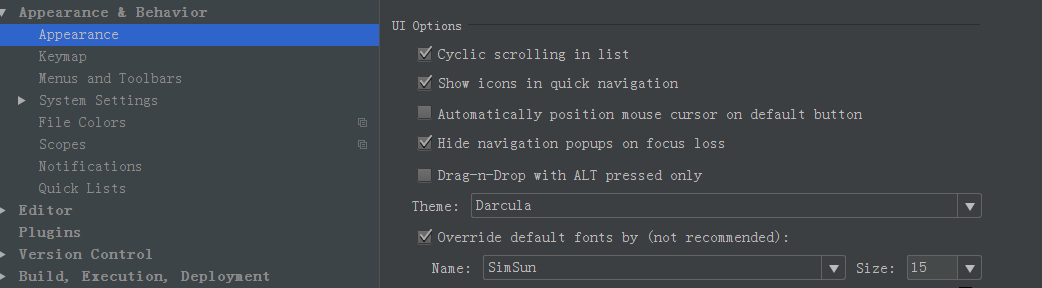 Appearance & Behavior
Appearance
Keymap
Menus and Toolbars
System Settings
File Colors
Scopes
Notifications
Quick Lists
Editor
Plugins
Version Control
Build, Execution, Deployment
UI Options
Cyclic scrolling in list
Show icons in quick navigation
Automatically position mouse cursor on default button
Hide navigation popups on focus loss
Drag-n-Drop with ALT pressed only
Theme: Darcula
Override default fonts by (not recommended):
Name: SimSun Size: 15